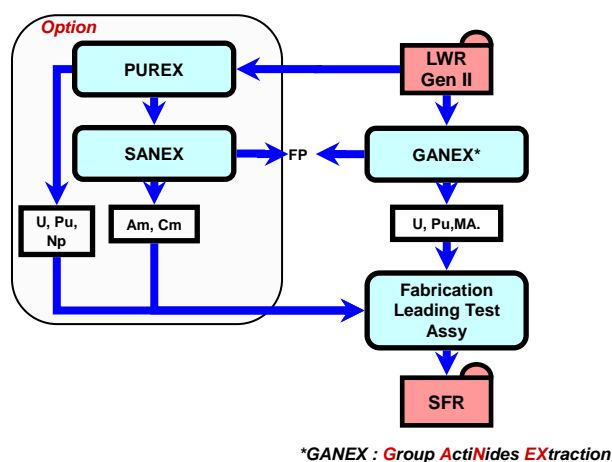 Option
PUREX
LWR
Gen II
SANEX
FP
GANEX*
U, Pu,
Np
Am, Cm
U, Pu,MA.
Fabrication
Leading Test
Assy
SFR
*GANEX : Group ActiNides EXtraction